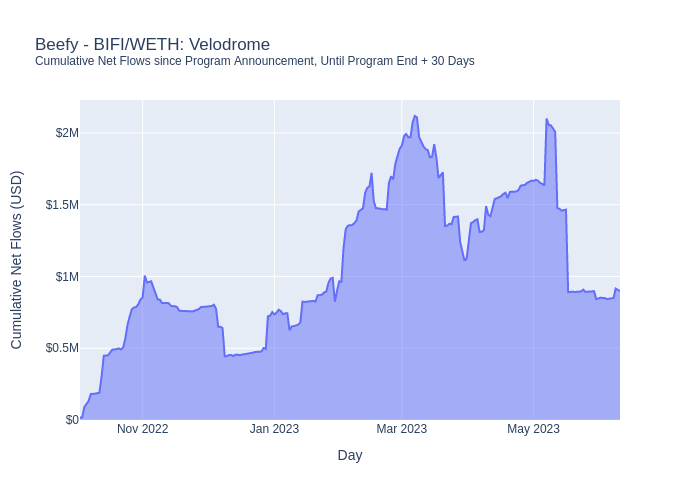 Beefy - BIFI/WETH: Velodrome
Cumulative Net Flows since Program Announcement, Until Program End + 30 Days
Cumulative Net Flows (USD)
$2M
$1.5M
$1M
$0.5M
$0
Nov 2022 Jan 2023 Mar 2023 May 2023
Day